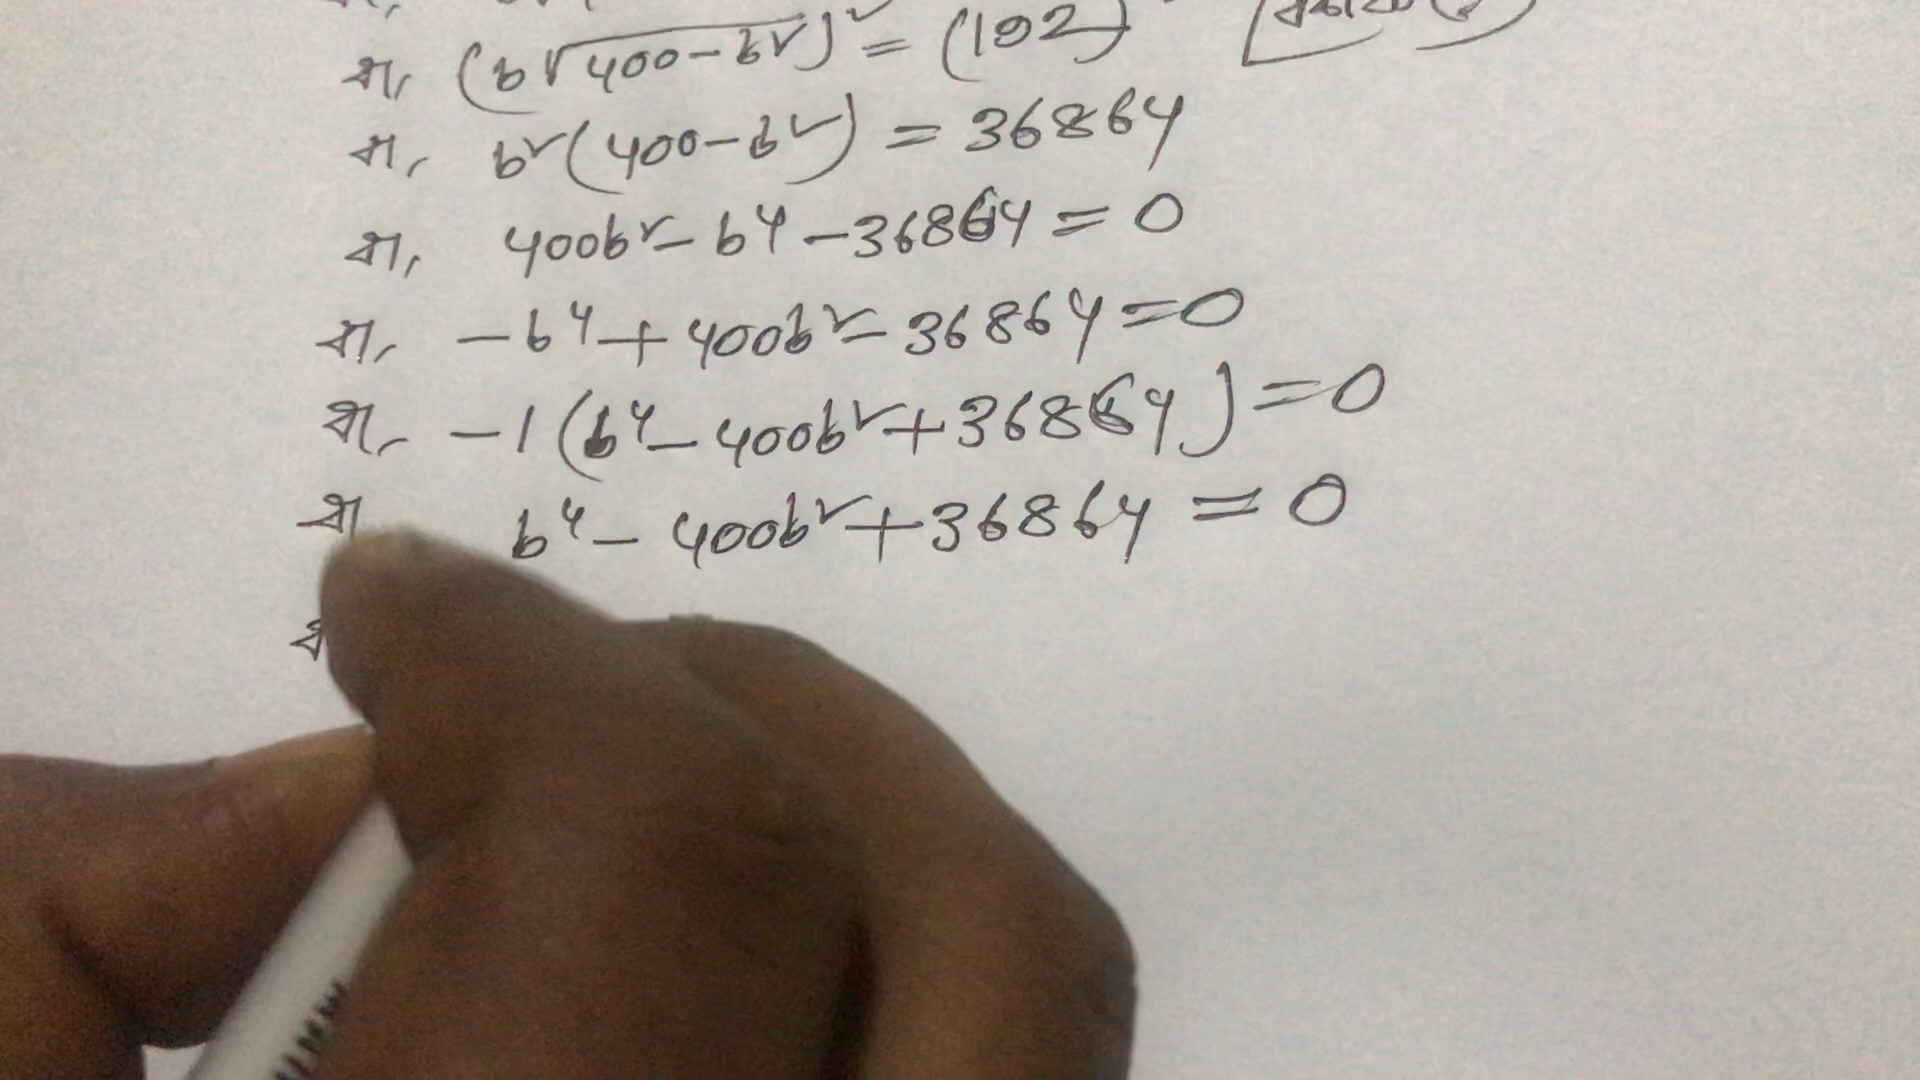 বা, (b√400-b²)² = (192)²
বা, b²(400-b²) = 36864
বা, 400b² - b⁴ - 36864 = 0
বা, -b⁴ + 400b² - 36864 = 0
বা, -1(b⁴ - 400b² + 36864) = 0
বা b⁴ - 400b² + 36864 = 0